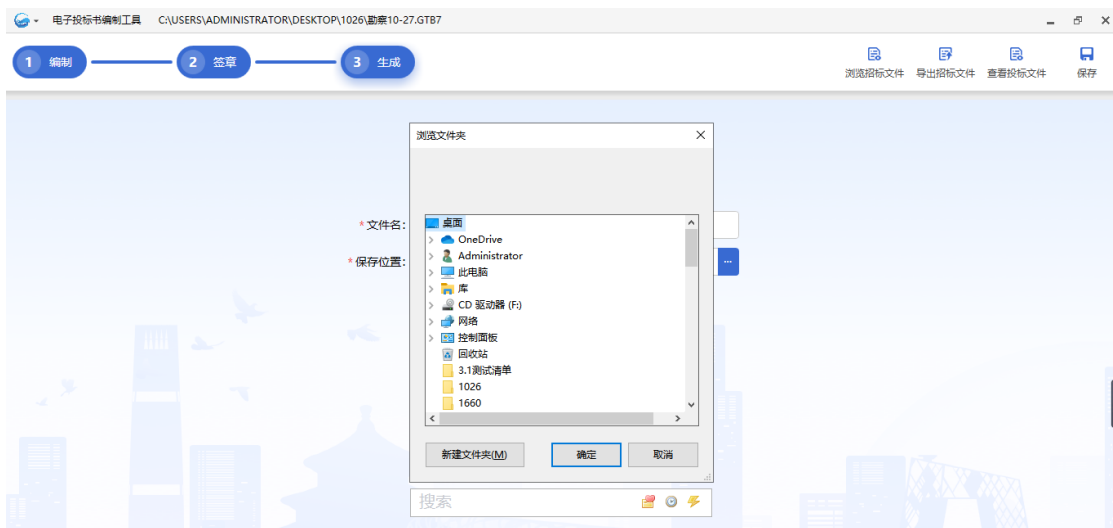 电子投标书编制工具 C:\USERS\ADMINISTRATOR\DESKTOP\1026\勘察10-27.GTB7
1 编制 2 签章 3 生成
浏览招标文件 导出招标文件 查看投标文件 保存
浏览文件夹
*文件名:
*保存位置:
...
桌面
OneDrive
Administrator
此电脑
库
CD 驱动器 (F:)
网络
控制面板
回收站
3.1测试清单
1026
1660
新建文件夹(M) 确定 取消
搜索